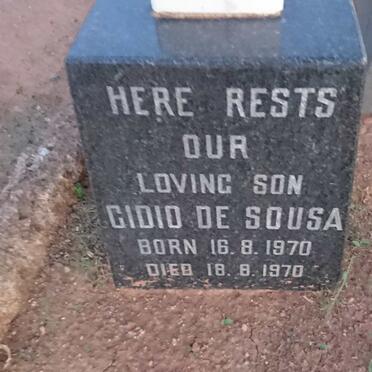 HERE RESTS
OUR
LOVING SON
GIDIO DE SOUSA
BORN 16.8.1970
DIED 18.8.1970